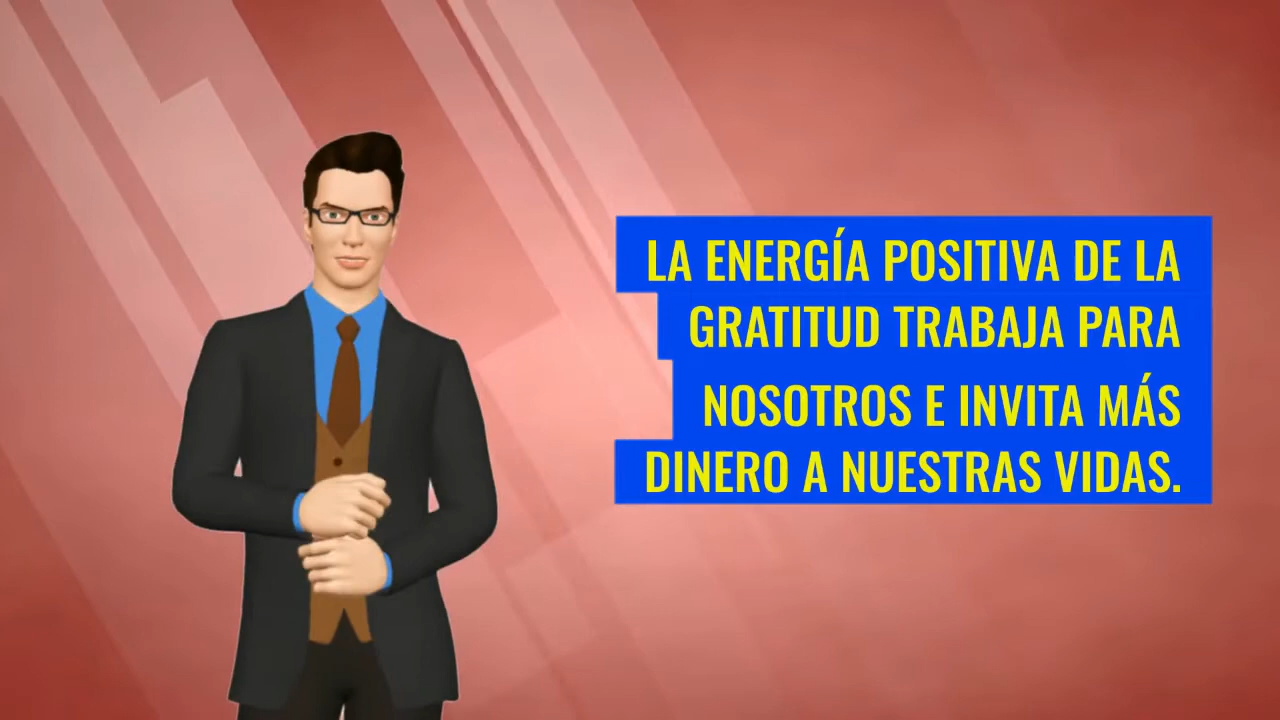 LA ENERGÍA POSITIVA DE LA
GRATITUD TRABAJA PARA
NOSOTROS E INVITA MÁS
DINERO A NUESTRAS VIDAS.